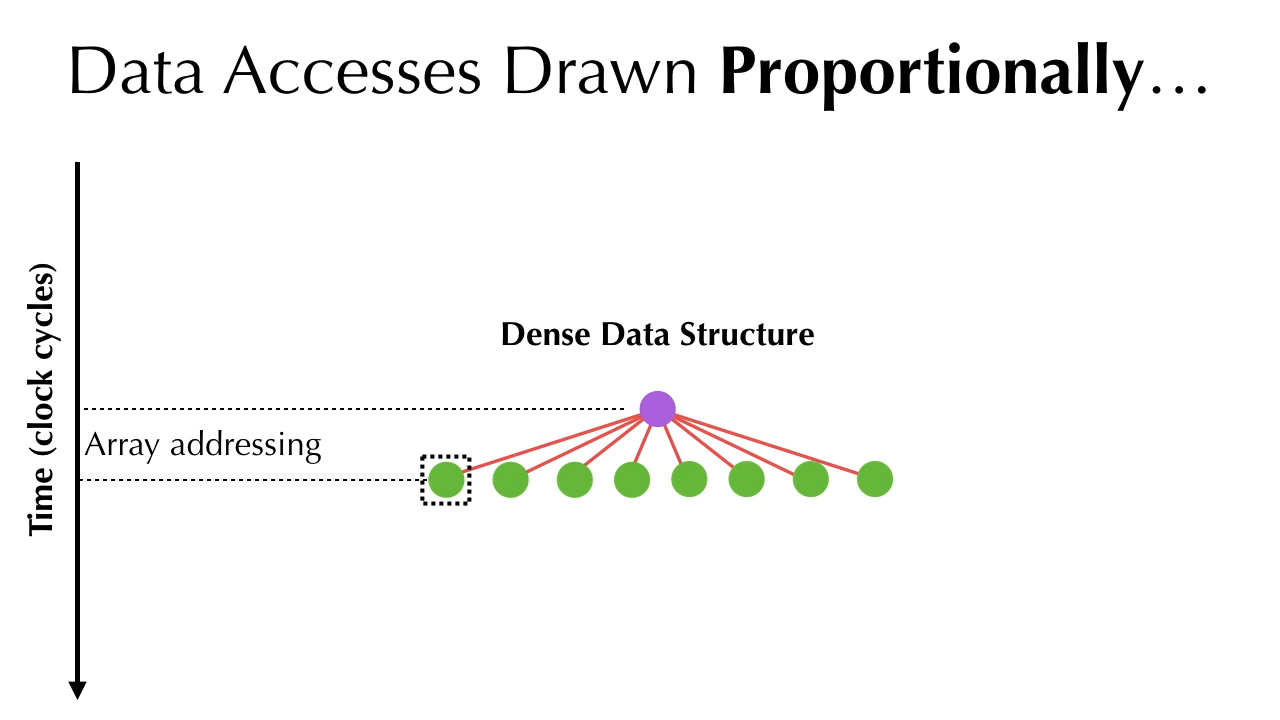 Data Accesses Drawn Proportionally…
Time (clock cycles)
Dense Data Structure
Array addressing